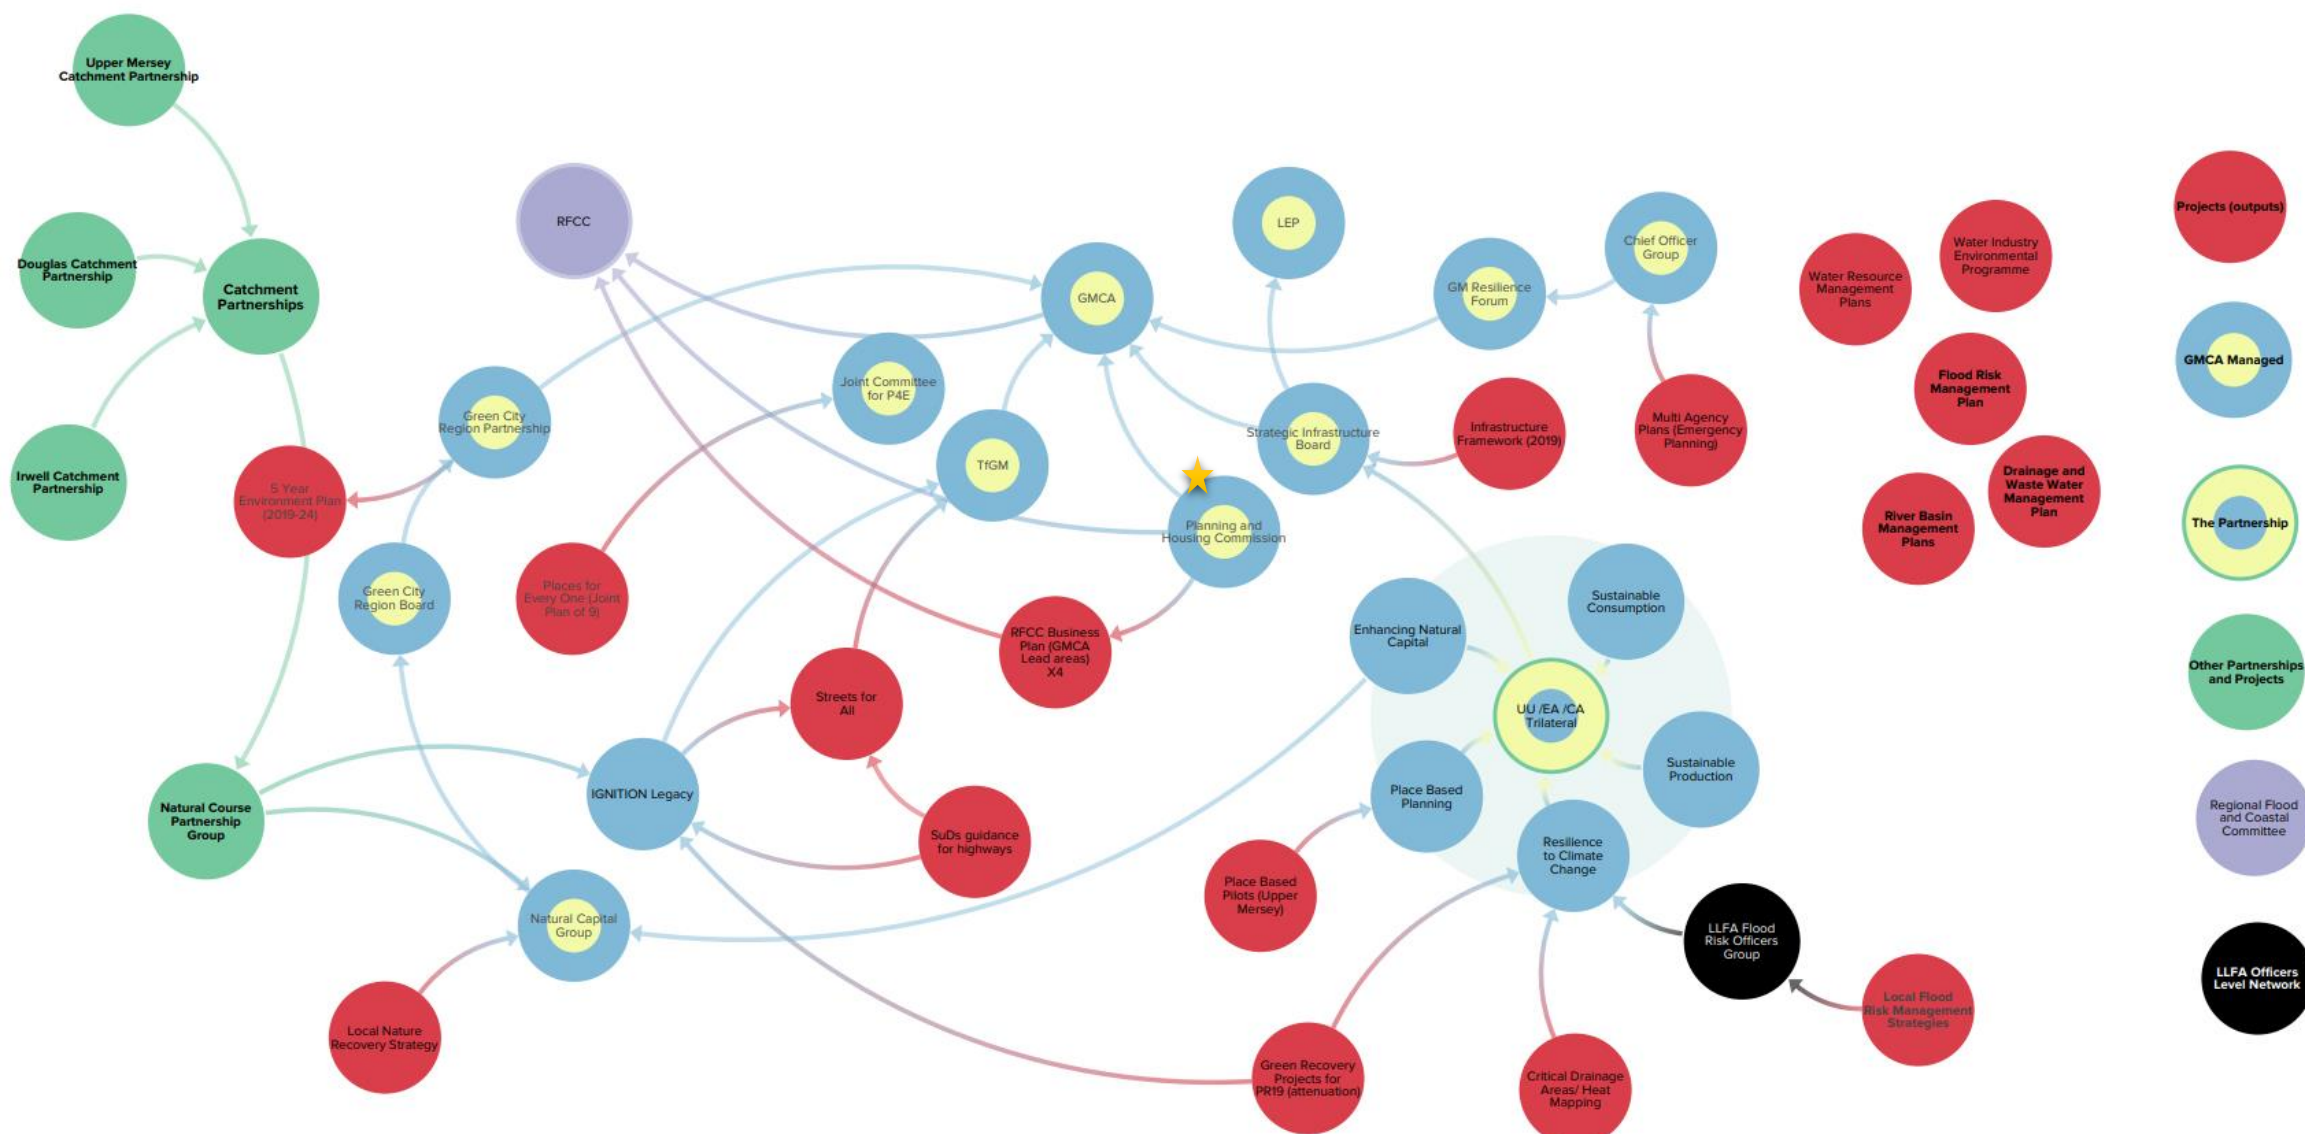 Upper Mersey
Catchment Partnership
Douglas Catchment
Partnership
Catchment
Partnerships
Irwell Catchment
Partnership
5 Year
Environment Plan
(2019-24)
Green City
Region Partnership
Green City
Region Board
Natural Course
Partnership
Group
Local Nature
Recovery Strategy
Natural Capital
Group
RFCC
Joint Committee
for P4E
Places for
Every One (Joint
Plan of 9)
IGNITION Legacy
Streets for
All
SuDs guidance
for highways
GMCA
TfGM
RFCC Business
Plan (GMCA
Lead areas)
X4
LEP
Strategic Infrastructure
Board
Planning and
Housing Commission
GM Resilience
Forum
Chief Officer
Group
Infrastructure
Framework (2019)
Multi Agency
Plans (Emergency
Planning)
Enhancing Natural
Capital
Sustainable
Consumption
UU /EA /CA
Trilateral
Sustainable
Production
Place Based
Planning
Resilience
to Climate
Change
Place Based
Pilots (Upper
Mersey)
Green Recovery
Projects for
PR19 (attenuation)
Critical Drainage
Areas/ Heat
Mapping
LLFA Flood
Risk Officers
Group
Local Flood
Risk Management
Strategies
Water Resource
Management
Plans
Water Industry
Environmental
Programme
Flood Risk
Management
Plan
River Basin
Management
Plans
Drainage and
Waste Water
Management
Plan
Projects (outputs)
GMCA Managed
The Partnership
Other Partnerships
and Projects
Regional Flood
and Coastal
Committee
LLFA Officers
Level Network